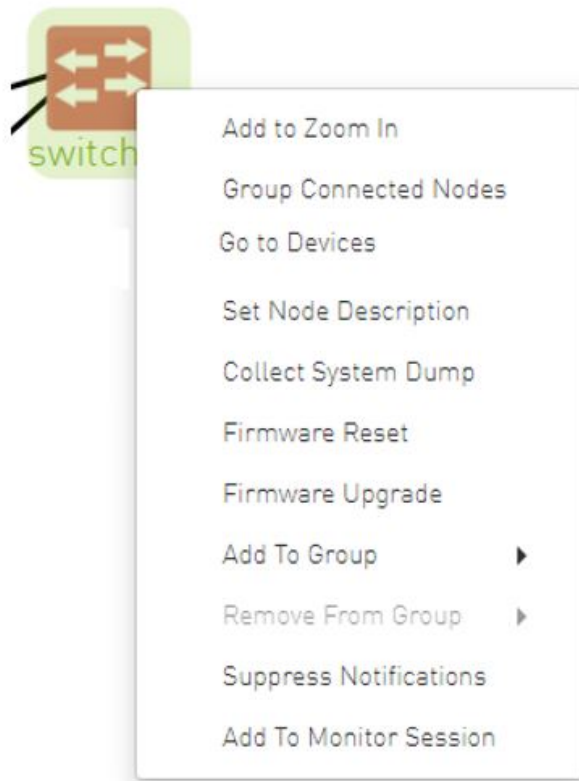 switch
Add to Zoom In
Group Connected Nodes
Go to Devices
Set Node Description
Collect System Dump
Firmware Reset
Firmware Upgrade
Add To Group
Remove From Group
Suppress Notifications
Add To Monitor Session